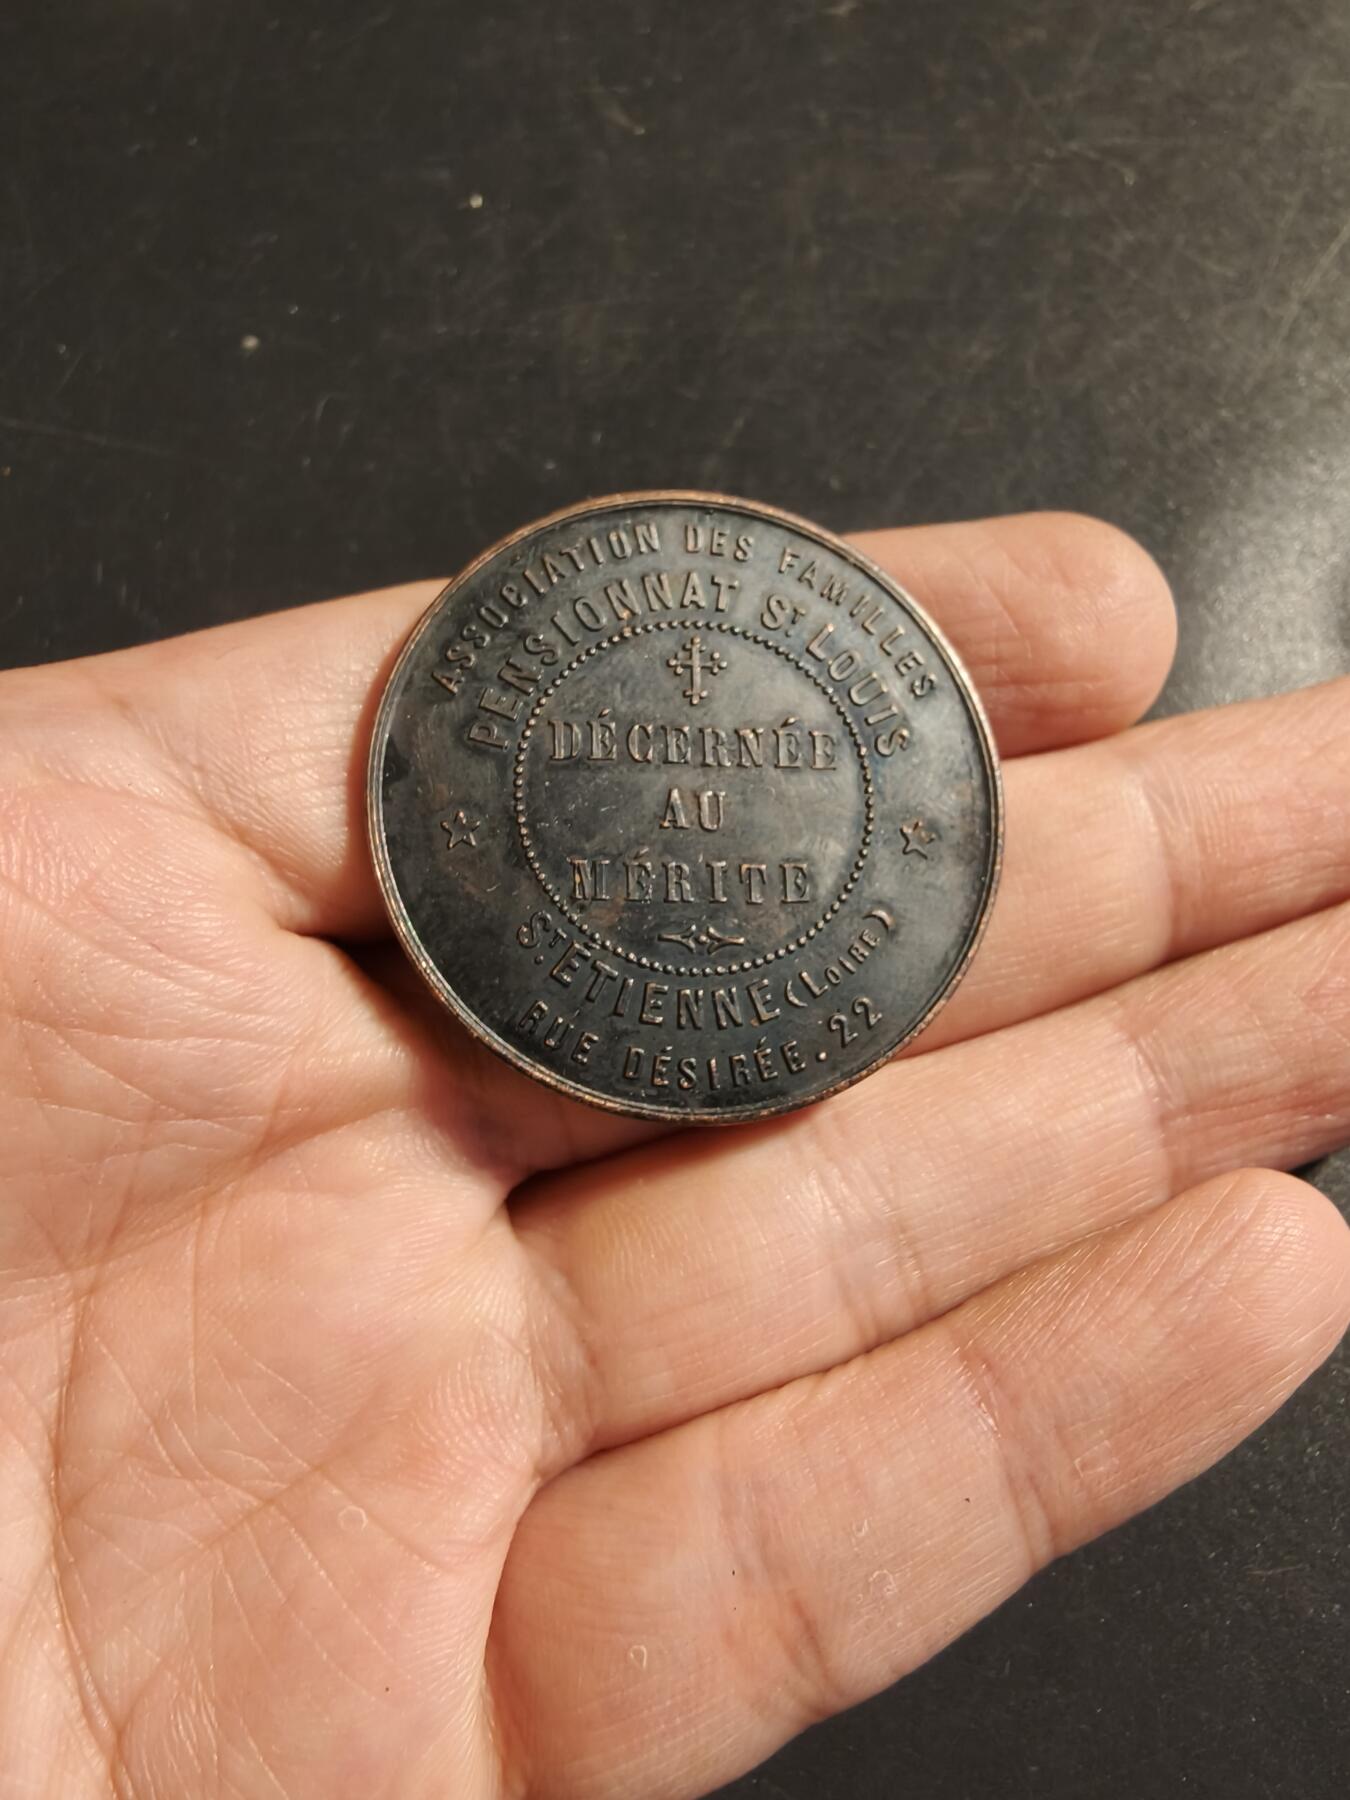 ASSOCIATION DES FAMILLES
PENSIONNAT ST LOUIS
DÉCERNÉE
AU
MÉRITE
ST ÉTIENNE (LOIRE)
RUE DÉSIRÉE. 22